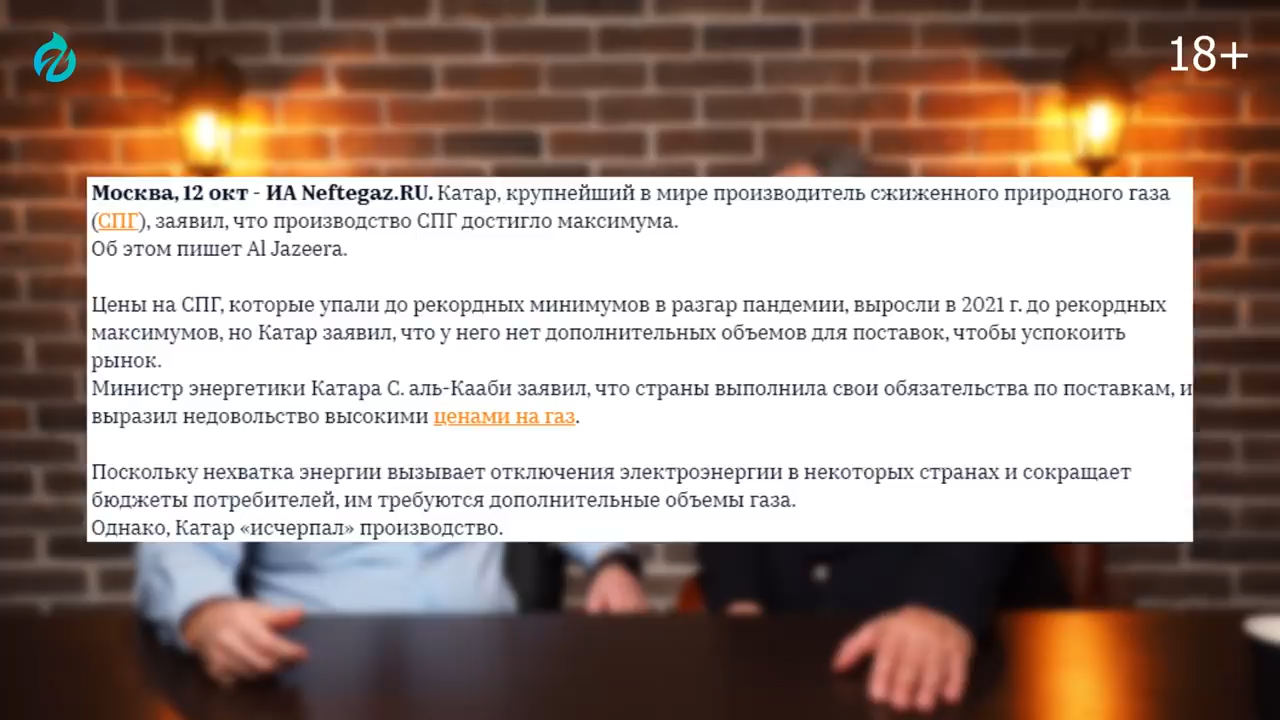 18+
Москва, 12 окт - ИА Neftegaz.RU. Катар, крупнейший в мире производитель сжиженного природного газа
(СПГ), заявил, что производство СПГ достигло максимума.
Об этом пишет Al Jazeera.
Цены на СПГ, которые упали до рекордных минимумов в разгар пандемии, выросли в 2021 г. до рекордных
максимумов, но Катар заявил, что у него нет дополнительных объемов для поставок, чтобы успокоить
рынок.
Министр энергетики Катара С. аль-Кааби заявил, что страны выполнила свои обязательства по поставкам, и
выразил недовольство высокими ценами на газ.
Поскольку нехватка энергии вызывает отключения электроэнергии в некоторых странах и сокращает
бюджеты потребителей, им требуются дополнительные объемы газа.
Однако, Катар «исчерпал» производство.